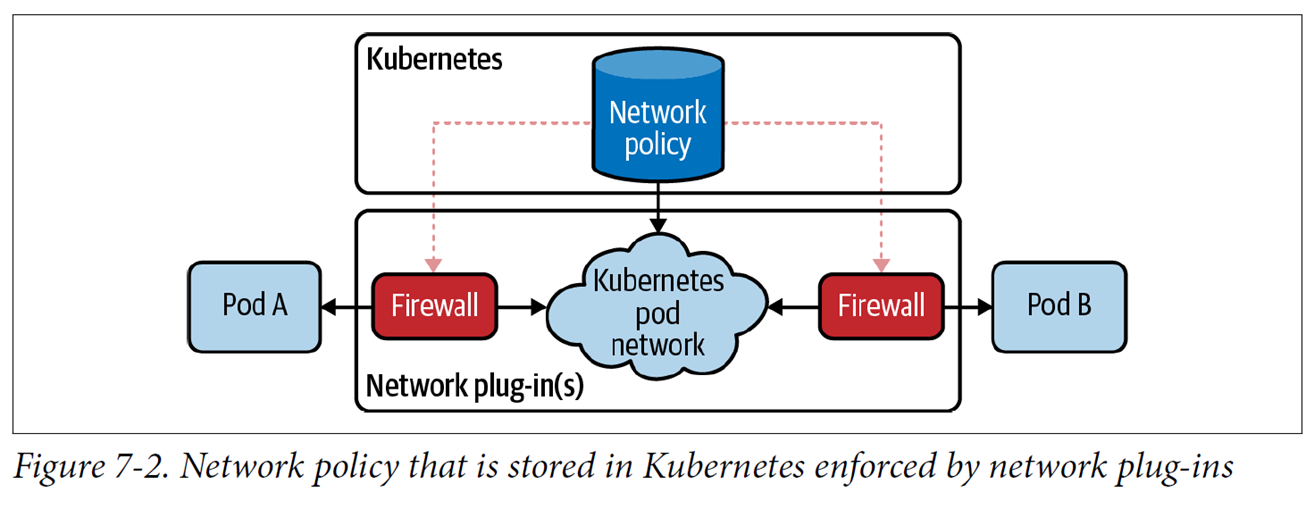 Kubernetes
Network
policy
Pod A
Firewall
Kubernetes
pod
network
Firewall
Pod B
Network plug-in(s)
Figure 7-2. Network policy that is stored in Kubernetes enforced by network plug-ins